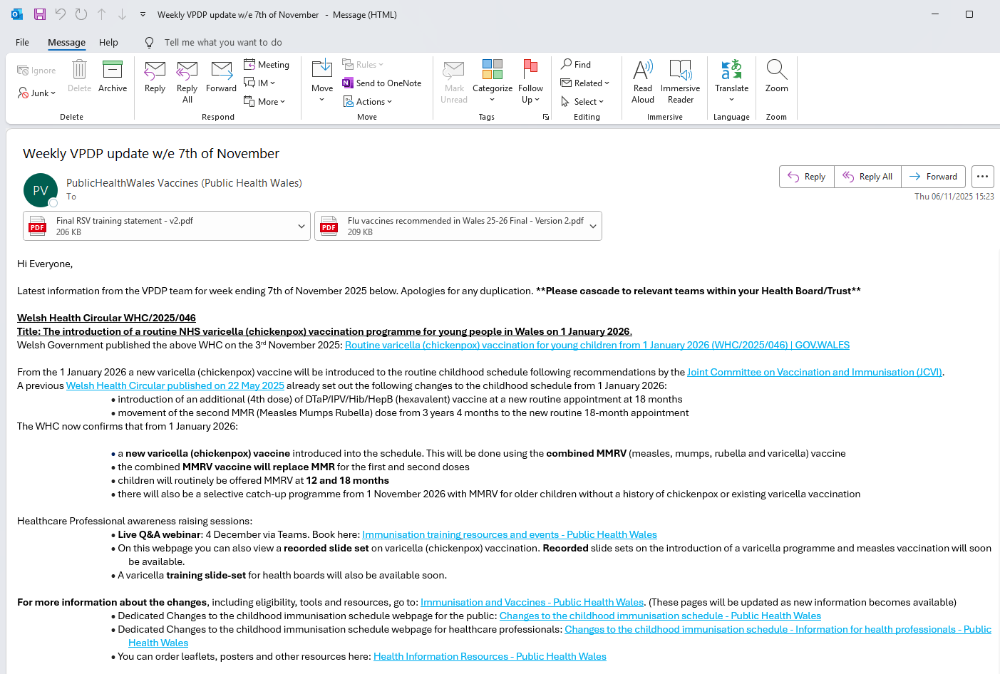 Weekly VPDP update w/e 7th of November - Message (HTML)
File Message Help Tell me what you want to do
Ignore
Junk
Delete
Archive
Delete
Reply
Reply All
Forward
Meeting
IM
More
Respond
Move
Rules
Send to OneNote
Actions
Move
Mark Unread
Categorize
Follow Up
Tags
Find
Related
Select
Editing
Read Aloud
Immersive Reader
Immersive
Translate
Language
Zoom
Zoom
Weekly VPDP update w/e 7th of November
PV
PublicHealthWales Vaccines (Public Health Wales)
To
Reply Reply All Forward
Thu 06/11/2025 15:23
PDF
Final RSV training statement - v2.pdf
206 KB
PDF
Flu vaccines recommended in Wales 25-26 Final - Version 2.pdf
209 KB
Hi Everyone,
Latest information from the VPDP team for week ending 7th of November 2025 below. Apologies for any duplication. **Please cascade to relevant teams within your Health Board/Trust**
Welsh Health Circular WHC/2025/046
Title: The introduction of a routine NHS varicella (chickenpox) vaccination programme for young people in Wales on 1 January 2026.
Welsh Government published the above WHC on the 3rd November 2025: Routine varicella (chickenpox) vaccination for young children from 1 January 2026 (WHC/2025/046) | GOV.WALES
From the 1 January 2026 a new varicella (chickenpox) vaccine will be introduced to the routine childhood schedule following recommendations by the Joint Committee on Vaccination and Immunisation (JCVI).
A previous Welsh Health Circular published on 22 May 2025 already set out the following changes to the childhood schedule from 1 January 2026:
• introduction of an additional (4th dose) of DTaP/IPV/Hib/HepB (hexavalent) vaccine at a new routine appointment at 18 months
• movement of the second MMR (Measles Mumps Rubella) dose from 3 years 4 months to the new routine 18-month appointment
The WHC now confirms that from 1 January 2026:
• a new varicella (chickenpox) vaccine introduced into the schedule. This will be done using the combined MMRV (measles, mumps, rubella and varicella) vaccine
• the combined MMRV vaccine will replace MMR for the first and second doses
• children will routinely be offered MMRV at 12 and 18 months
• there will also be a selective catch-up programme from 1 November 2026 with MMRV for older children without a history of chickenpox or existing varicella vaccination
Healthcare Professional awareness raising sessions:
• Live Q&A webinar: 4 December via Teams. Book here: Immunisation training resources and events - Public Health Wales
• On this webpage you can also view a recorded slide set on varicella (chickenpox) vaccination. Recorded slide sets on the introduction of a varicella programme and measles vaccination will soon
be available.
• A varicella training slide-set for health boards will also be available soon.
For more information about the changes, including eligibility, tools and resources, go to: Immunisation and Vaccines - Public Health Wales. (These pages will be updated as new information becomes available)
• Dedicated Changes to the childhood immunisation schedule webpage for the public: Changes to the childhood immunisation schedule - Public Health Wales
• Dedicated Changes to the childhood immunisation schedule webpage for healthcare professionals: Changes to the childhood immunisation schedule - Information for health professionals - Public
Health Wales
• You can order leaflets, posters and other resources here: Health Information Resources - Public Health Wales